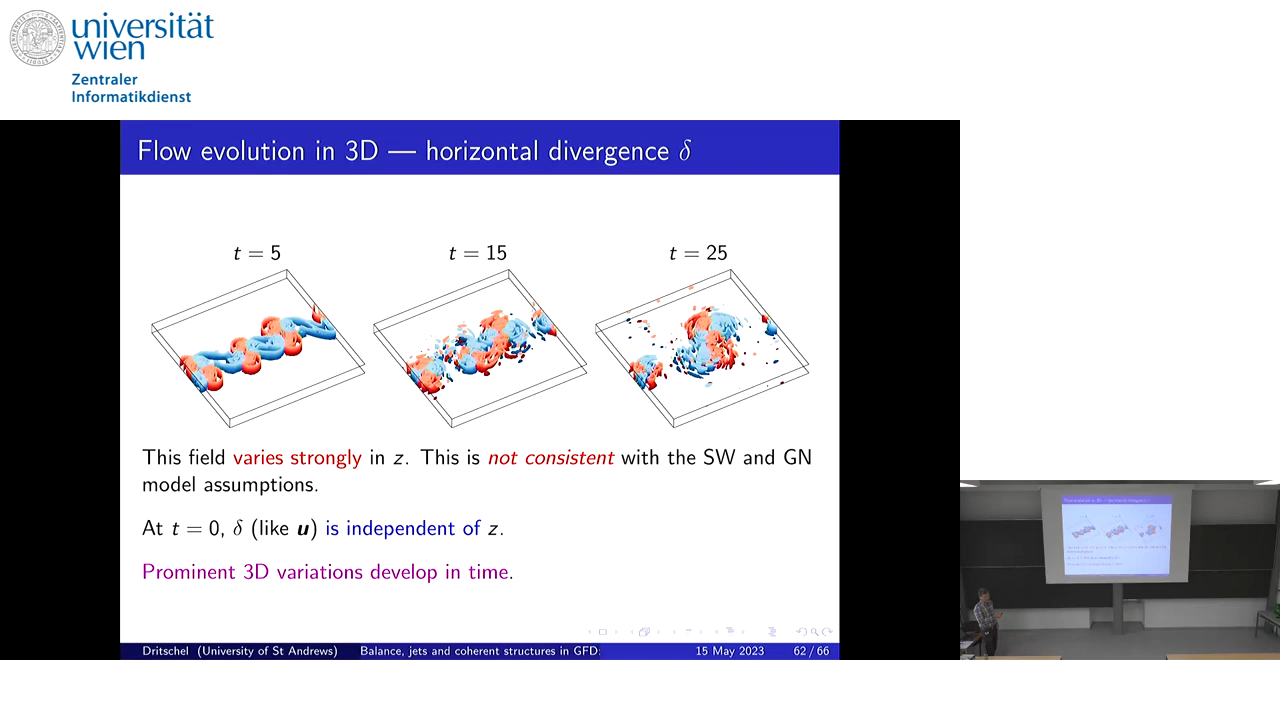 universität
wien
Zentraler
Informatikdienst
Flow evolution in 3D — horizontal divergence δ
t = 5
t = 15
t = 25
This field varies strongly in z. This is not consistent with the SW and GN
model assumptions.
At t = 0, δ (like u) is independent of z.
Prominent 3D variations develop in time.
Dritschel (University of St Andrews)
Balance, jets and coherent structures in GFD:
15 May 2023
62 / 66